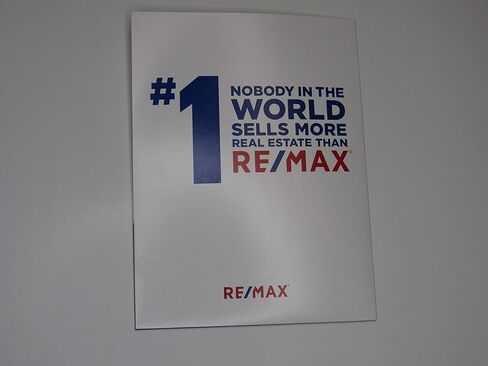 #1
NOBODY IN THE
WORLD
SELLS MORE
REAL ESTATE THAN
RE/MAX®
RE/MAX